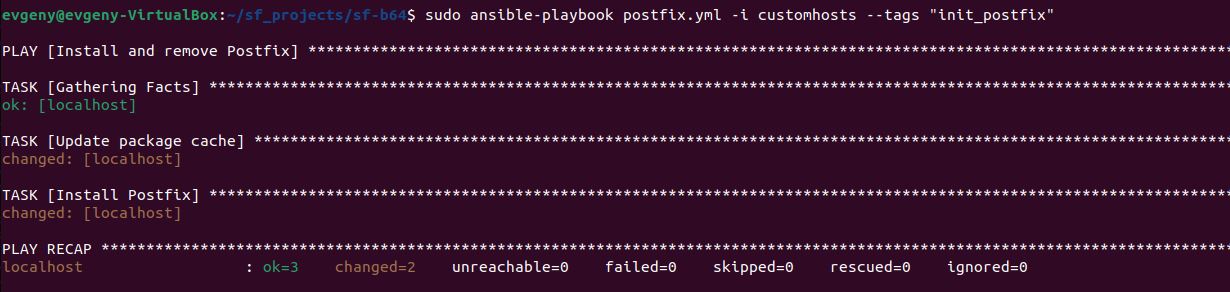 evgeny@evgeny-VirtualBox:~/sf_projects/sf-b64$ sudo ansible-playbook postfix.yml -i customhosts --tags "init_postfix"
PLAY [Install and remove Postfix] *******************************************************************************************************
TASK [Gathering Facts] ******************************************************************************************************************
ok: [localhost]
TASK [Update package cache] *************************************************************************************************************
changed: [localhost]
TASK [Install Postfix] ******************************************************************************************************************
changed: [localhost]
PLAY RECAP ******************************************************************************************************************************
localhost                  : ok=3    changed=2    unreachable=0    failed=0    skipped=0    rescued=0    ignored=0